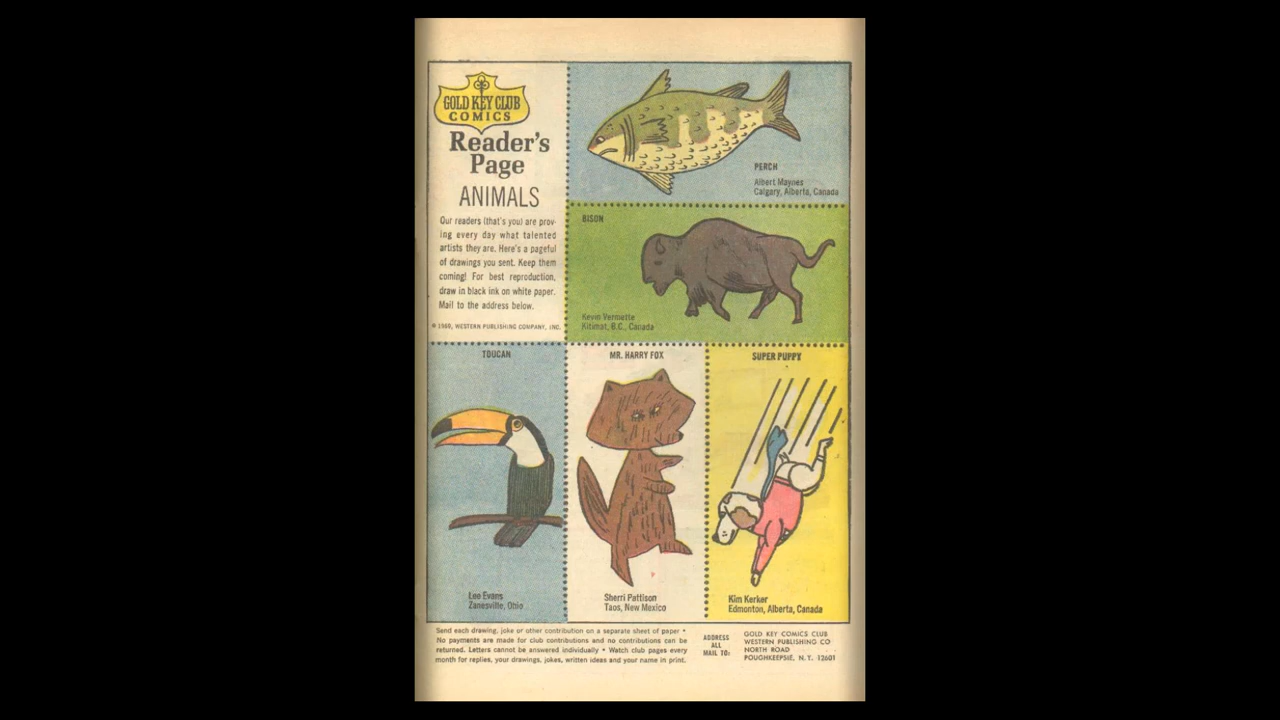 GOLD KEY CLUB
COMICS
Reader's
Page
ANIMALS
Our readers (that's you) are prov-
ing every day what talented
artists they are. Here's a pageful
of drawings you sent. Keep them
coming! For best reproduction,
draw in black ink on white paper.
Mail to the address below.
© 1969, WESTERN PUBLISHING COMPANY, INC.
PERCH
Albert Maynes
Calgary, Alberta, Canada
BISON
Kevin Vermette
Kitimat, B.C., Canada
TOUCAN
Lee Evans
Zanesville, Ohio
MR. HARRY FOX
Sherri Pattison
Taos, New Mexico
SUPER PUPPY
Kim Kerker
Edmonton, Alberta, Canada
Send each drawing, joke or other contribution on a separate sheet of paper •
No payments are made for club contributions and no contributions can be
returned. Letters cannot be answered individually • Watch club pages every
month for replies, your drawings, jokes, written ideas and your name in print.
ADDRESS
ALL
MAIL TO:
GOLD KEY COMICS CLUB
WESTERN PUBLISHING CO
NORTH ROAD
POUGHKEEPSIE, N.Y. 12601